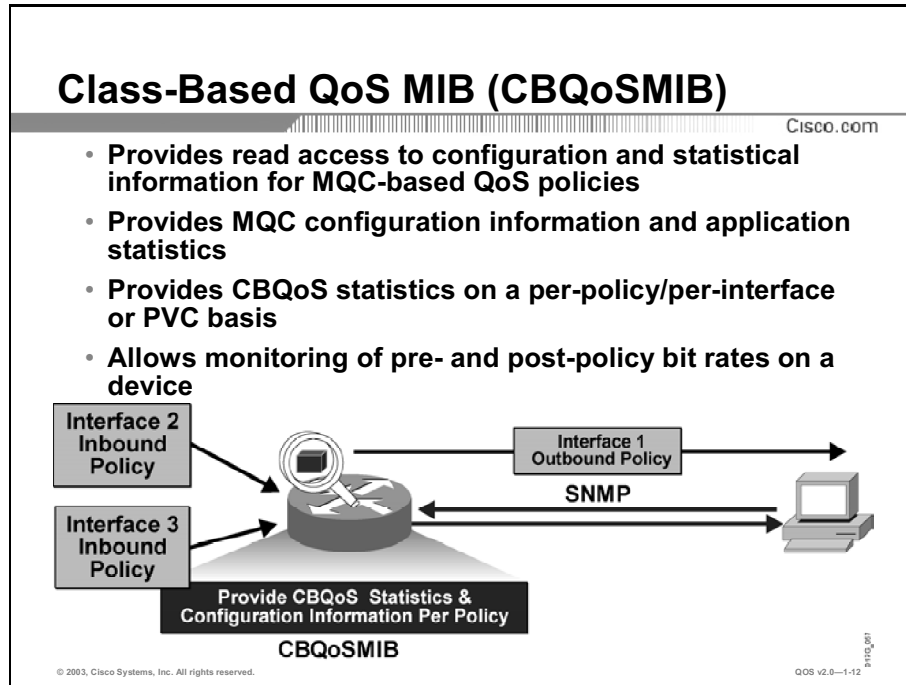 Class-Based QoS MIB (CBQoSMIB)
Cisco.com
• Provides read access to configuration and statistical
information for MQC-based QoS policies
• Provides MQC configuration information and application
statistics
• Provides CBQoS statistics on a per-policy/per-interface
or PVC basis
• Allows monitoring of pre- and post-policy bit rates on a
device
Interface 2
Inbound
Policy
Interface 1
Outbound Policy
SNMP
Interface 3
Inbound
Policy
Provide CBQoS Statistics &
Configuration Information Per Policy
CBQoSMIB
© 2003, Cisco Systems, Inc. All rights reserved.
QOS v2.0—1-12